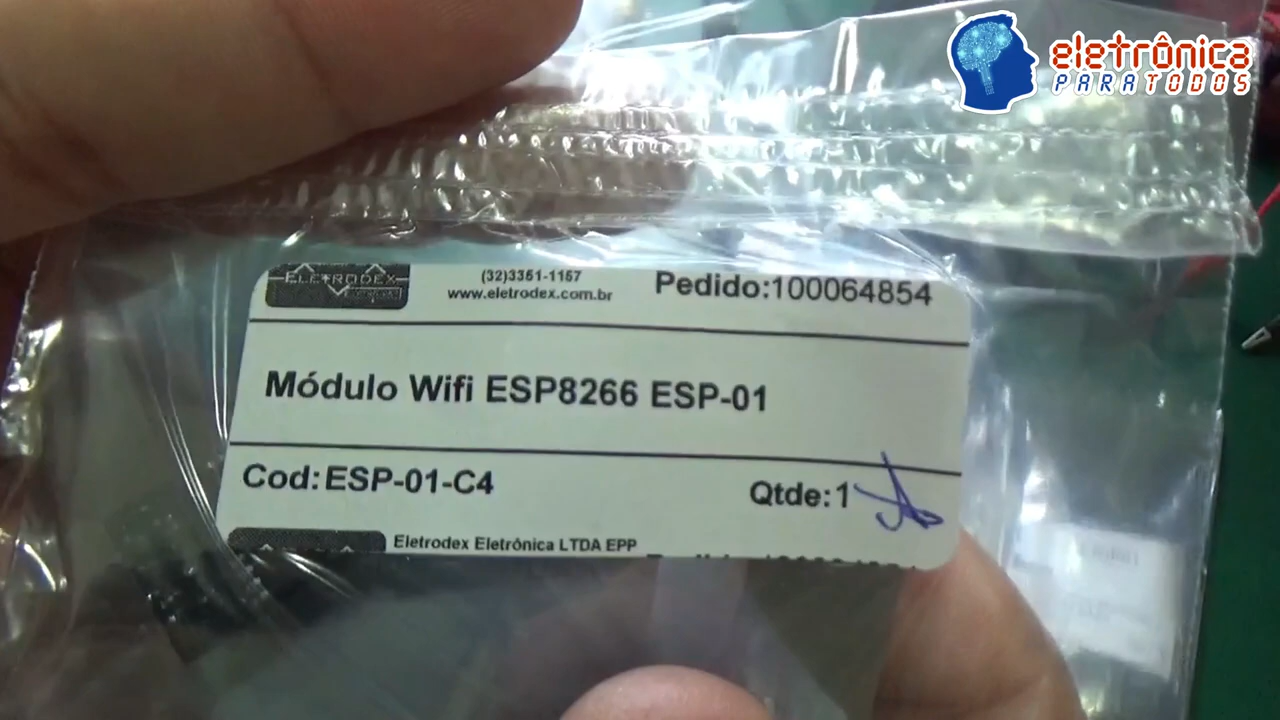 eletrônica
PARATODOS
ELETRODEX
(32)3351-1157
www.eletrodex.com.br
Pedido:100064854
Módulo Wifi ESP8266 ESP-01
Cod:ESP-01-C4
Qtde:1
Eletrodex Eletrônica LTDA EPP